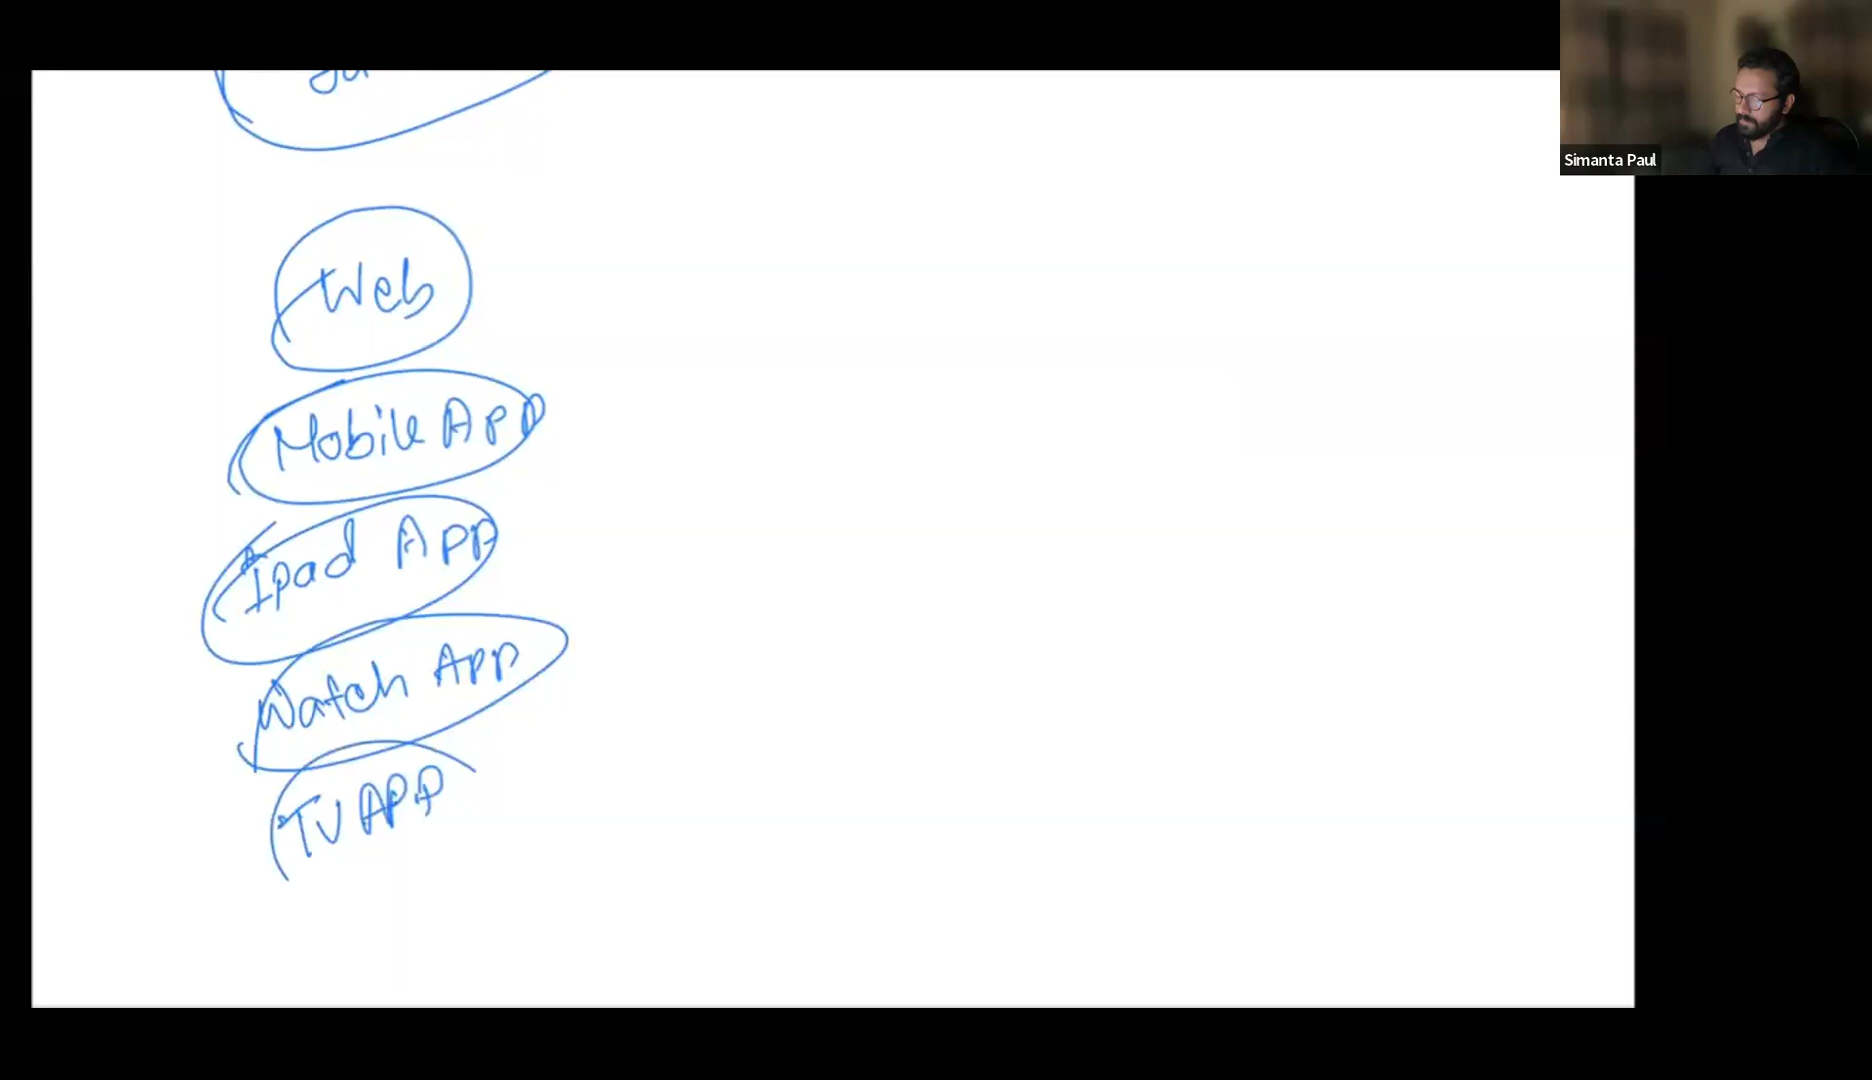 Simanta Paul
Web
Mobile App
Ipad App
Watch App
TV APP